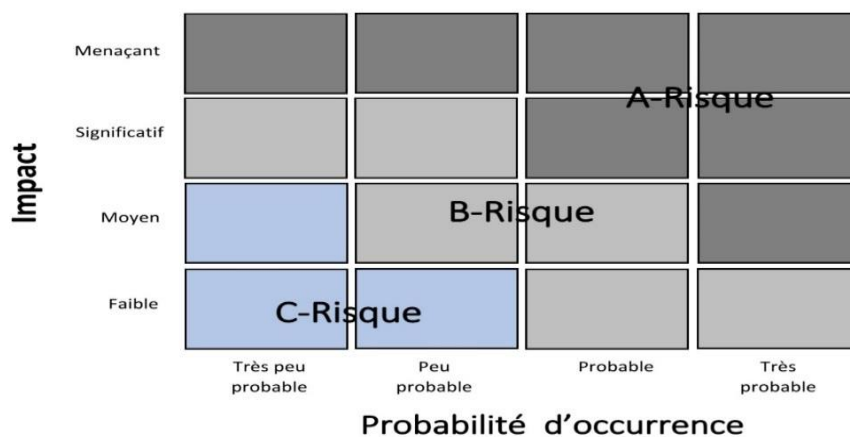 Impact
Menaçant
A-Risque
Significatif
Moyen
B-Risque
Faible
C-Risque
Très peu
probable
Peu
probable
Probable
Très
probable
Probabilité d’occurrence